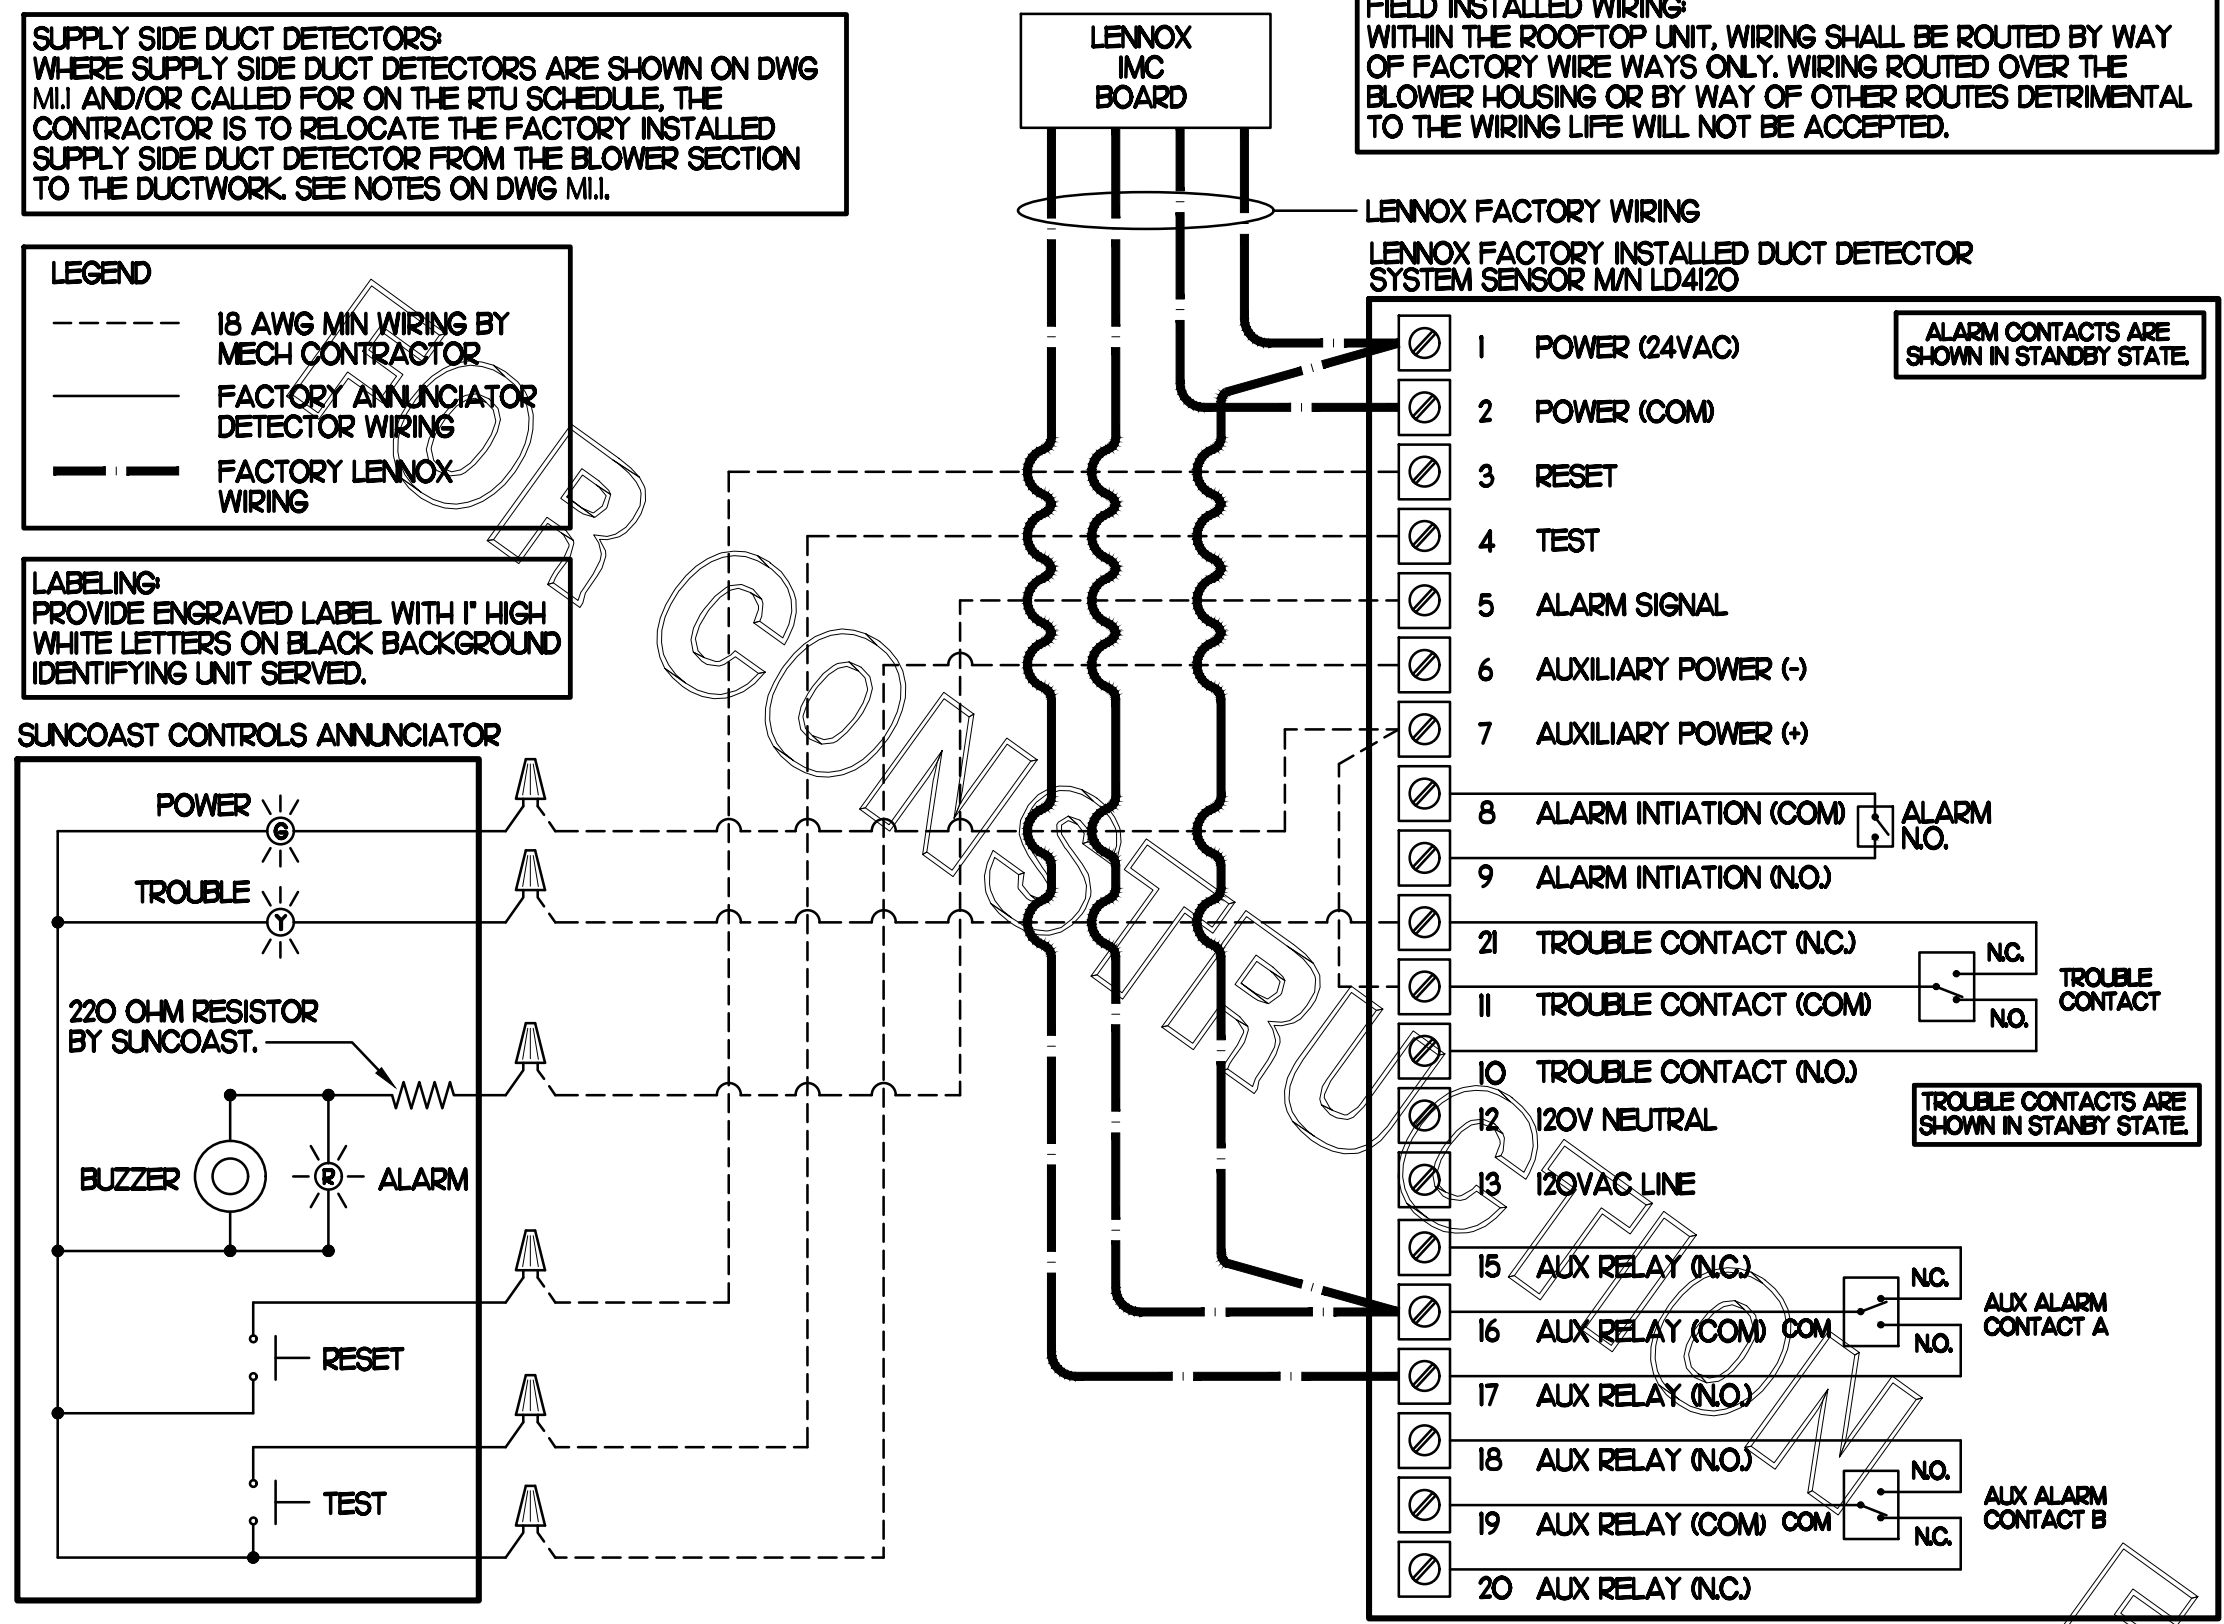 SUPPLY SIDE DUCT DETECTORS:
WHERE SUPPLY SIDE DUCT DETECTORS ARE SHOWN ON DWG
M1.1 AND/OR CALLED FOR ON THE RTU SCHEDULE, THE
CONTRACTOR IS TO RELOCATE THE FACTORY INSTALLED
SUPPLY SIDE DUCT DETECTOR FROM THE BLOWER SECTION
TO THE DUCTWORK. SEE NOTES ON DWG M1.1.
LENNOX
IMC
BOARD
FIELD INSTALLED WIRING:
WITHIN THE ROOFTOP UNIT, WIRING SHALL BE ROUTED BY WAY
OF FACTORY WIRE WAYS ONLY. WIRING ROUTED OVER THE
BLOWER HOUSING OR BY WAY OF OTHER ROUTES DETRIMENTAL
TO THE WIRING LIFE WILL NOT BE ACCEPTED.
LENNOX FACTORY WIRING
LENNOX FACTORY INSTALLED DUCT DETECTOR
SYSTEM SENSOR M/N LD4120
LEGEND
18 AWG MIN WIRING BY
MECH CONTRACTOR
FACTORY ANNUNCIATOR
DETECTOR WIRING
FACTORY LENNOX
WIRING
LABELING:
PROVIDE ENGRAVED LABEL WITH 1" HIGH
WHITE LETTERS ON BLACK BACKGROUND
IDENTIFYING UNIT SERVED.
SUNCOAST CONTROLS ANNUNCIATOR
POWER
G
TROUBLE
Y
220 OHM RESISTOR
BY SUNCOAST.
BUZZER
R
ALARM
RESET
TEST
ALARM CONTACTS ARE
SHOWN IN STANDBY STATE.
1 POWER (24VAC)
2 POWER (COM)
3 RESET
4 TEST
5 ALARM SIGNAL
6 AUXILIARY POWER (-)
7 AUXILIARY POWER (+)
8 ALARM INTIATION (COM)
ALARM
N.O.
9 ALARM INTIATION (N.O.)
21 TROUBLE CONTACT (N.C.)
N.C.
TROUBLE
CONTACT
11 TROUBLE CONTACT (COM)
N.O.
10 TROUBLE CONTACT (N.O.)
TROUBLE CONTACTS ARE
SHOWN IN STANBY STATE.
12 120V NEUTRAL
13 120VAC LINE
15 AUX RELAY (N.C.)
N.C.
AUX ALARM
CONTACT A
16 AUX RELAY (COM) COM
N.O.
17 AUX RELAY (N.O.)
18 AUX RELAY (N.O.)
N.O.
AUX ALARM
CONTACT B
19 AUX RELAY (COM) COM
N.C.
20 AUX RELAY (N.C.)
FOR CONSTRUCTION